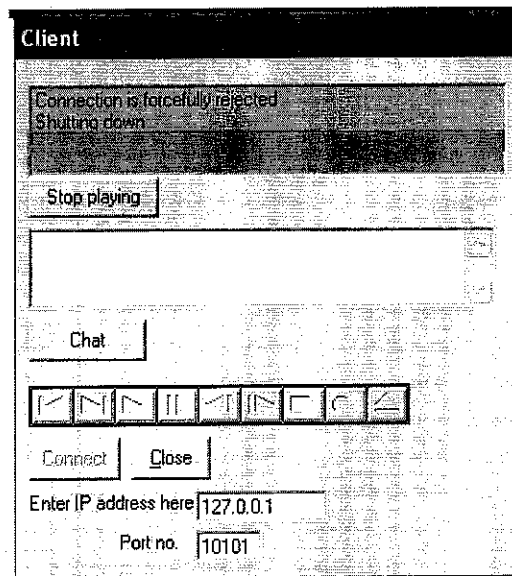 Client
Connection is forcefully rejected
Shutting down
Stop playing
Chat
Connect Close
Enter IP address here 127.0.0.1
Port no. 10101